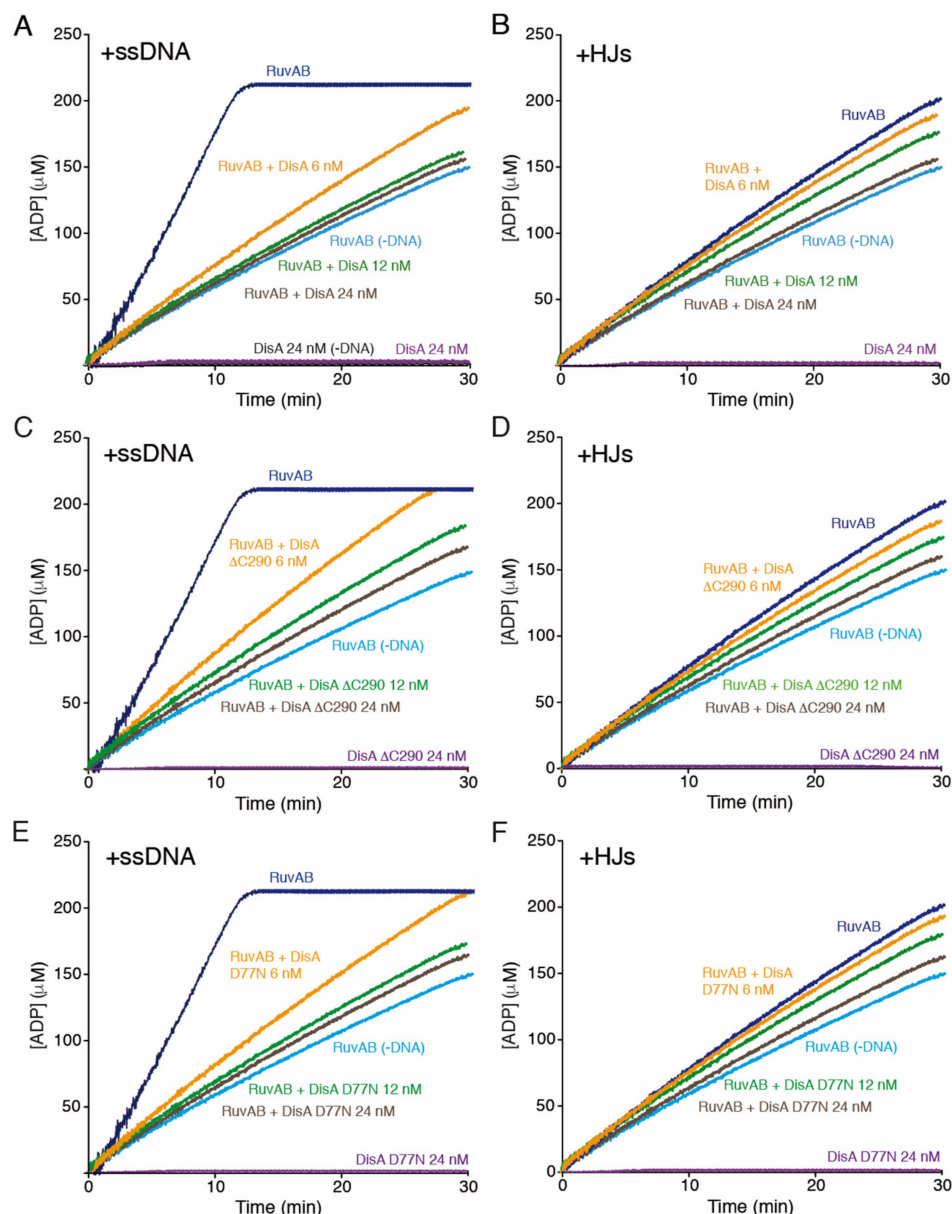 A
+ssDNA
250
200
150
100
50
0
10
20
30
[ADP] (μM)
Time (min)
RuvAB
RuvAB + DisA 6 nM
RuvAB (-DNA)
RuvAB + DisA 12 nM
RuvAB + DisA 24 nM
DisA 24 nM (-DNA)
DisA 24 nM
B
+HJs
250
200
150
100
50
0
10
20
30
[ADP] (μM)
Time (min)
RuvAB
RuvAB +
DisA 6 nM
RuvAB (-DNA)
RuvAB + DisA 12 nM
RuvAB + DisA 24 nM
DisA 24 nM
C
+ssDNA
250
200
150
100
50
0
10
20
30
[ADP] (μM)
Time (min)
RuvAB
RuvAB + DisA
ΔC290 6 nM
RuvAB (-DNA)
RuvAB + DisA ΔC290 12 nM
RuvAB + DisA ΔC290 24 nM
DisA ΔC290 24 nM
D
+HJs
250
200
150
100
50
0
0
10
20
30
[ADP] (μM)
Time (min)
RuvAB
RuvAB + DisA
ΔC290 6 nM
RuvAB (-DNA)
RuvAB + DisA ΔC290 12 nM
RuvAB + DisA ΔC290 24 nM
DisA ΔC290 24 nM
E
+ssDNA
250
200
150
100
50
0
10
20
30
[ADP] (μM)
Time (min)
RuvAB
RuvAB + DisA
D77N 6 nM
RuvAB (-DNA)
RuvAB + DisA D77N 12 nM
RuvAB + DisA D77N 24 nM
DisA D77N 24 nM
F
+HJs
250
200
150
100
50
0
0
10
20
30
[ADP] (μM)
Time (min)
RuvAB
RuvAB + DisA
D77N 6 nM
RuvAB (-DNA)
RuvAB + DisA D77N 12 nM
RuvAB + DisA D77N 24 nM
DisA D77N 24 nM